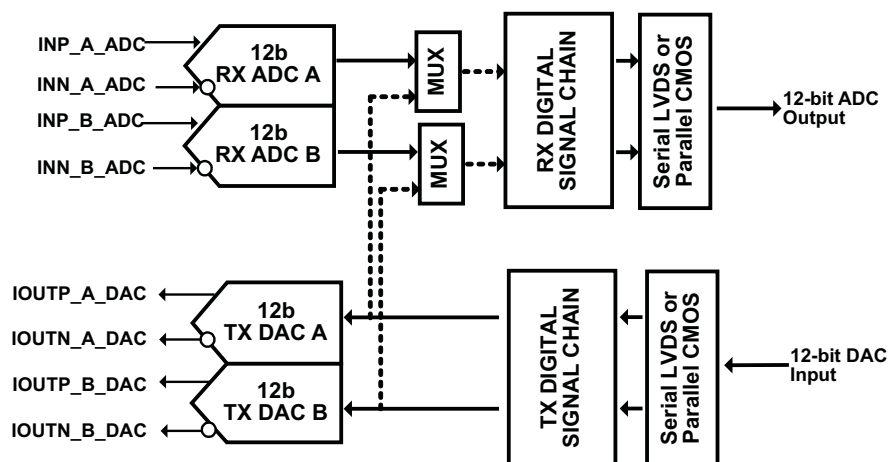 INP_A_ADC
INN_A_ADC
INP_B_ADC
INN_B_ADC
12b
RX ADC A
12b
RX ADC B
MUX
MUX
RX DIGITAL
SIGNAL CHAIN
Serial LVDS or
Parallel CMOS
12-bit ADC
Output
IOUTP_A_DAC
IOUTN_A_DAC
IOUTP_B_DAC
IOUTN_B_DAC
12b
TX DAC A
12b
TX DAC B
TX DIGITAL
SIGNAL CHAIN
Serial LVDS or
Parallel CMOS
12-bit DAC
Input